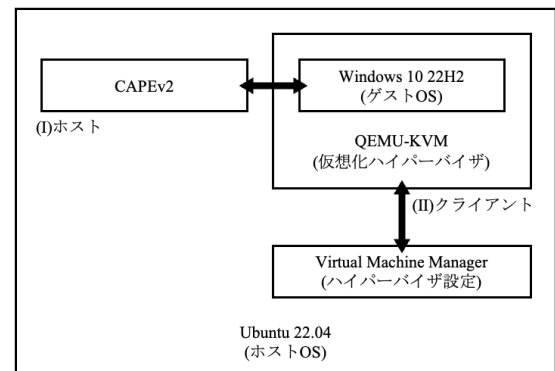 CAPEv2
Windows 10 22H2
(ゲストOS)
(I)ホスト
QEMU-KVM
(仮想化ハイパーバイザ)
(II)クライアント
Virtual Machine Manager
(ハイパーバイザ設定)
Ubuntu 22.04
(ホストOS)